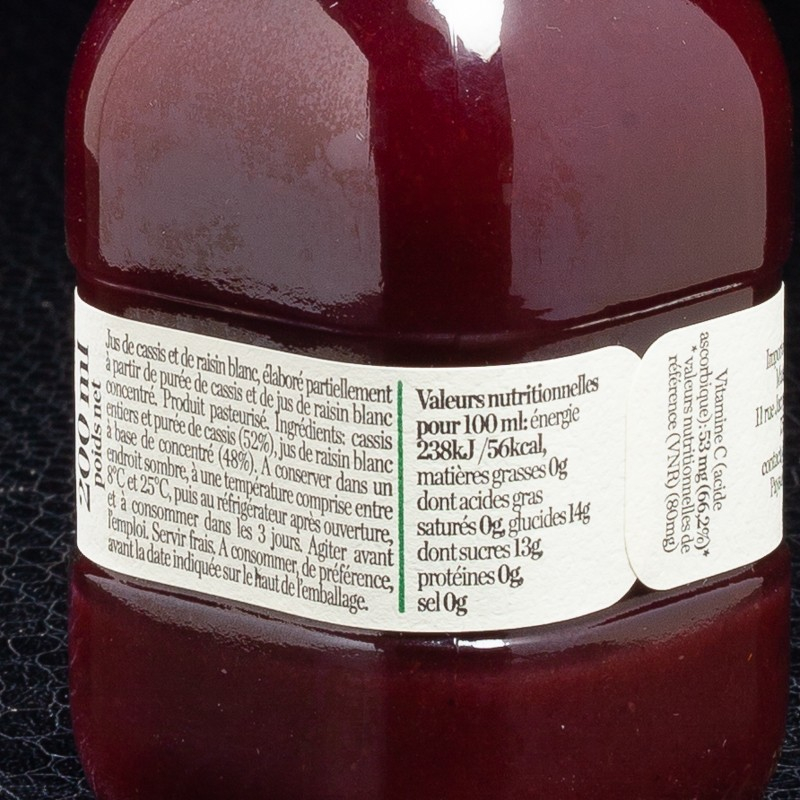 200 ml
poids net
Jus de cassis et de raisin blanc, élaboré partiellement
à partir de purée de cassis et de jus de raisin blanc
concentré. Produit pasteurisé. Ingrédients: cassis
entiers et purée de cassis (52%), jus de raisin blanc
à base de concentré (48%). A conserver dans un
endroit sombre, à une température comprise entre
8°C et 25°C, puis au réfrigérateur après ouverture,
et à consommer dans les 3 jours. Agiter avant
l'emploi. Servir frais. A consommer, de préférence,
avant la date indiquée sur le haut de l'emballage.
Valeurs nutritionnelles
pour 100 ml: énergie
238kJ /56kcal,
matières grasses 0g
dont acides gras
saturés 0g, glucides 14g
dont sucres 13g,
protéines 0g,
sel 0g
Vitamine C (acide
ascorbique): 53 mg (66,2%)*
*valeurs nutritionnelles de
référence (VNR) (80mg)
11 rue